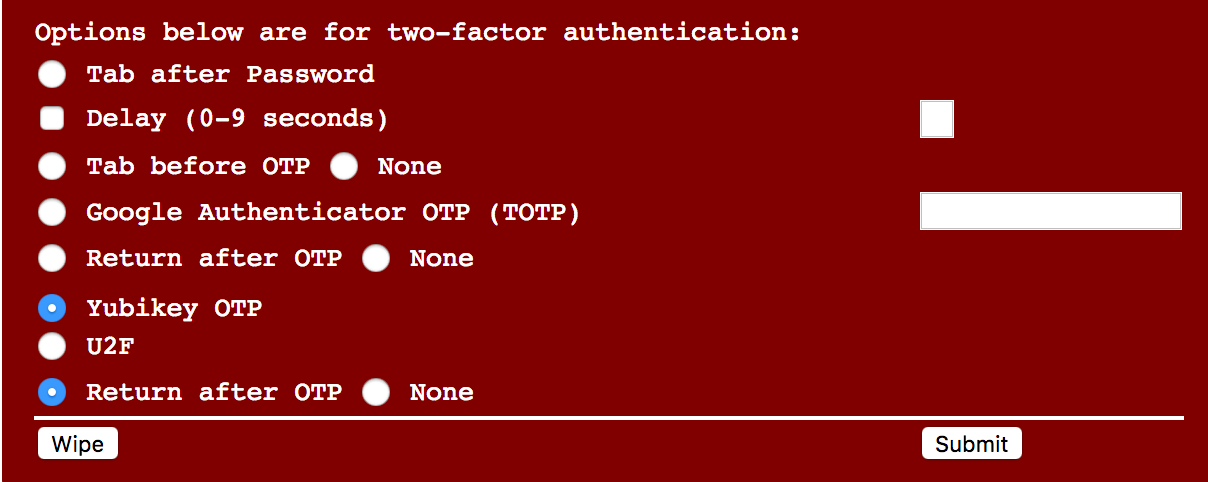 Options below are for two-factor authentication:
Tab after Password
Delay (0-9 seconds)
Tab before OTP None
Google Authenticator OTP (TOTP)
Return after OTP None
Yubikey OTP
U2F
Return after OTP None
Wipe Submit